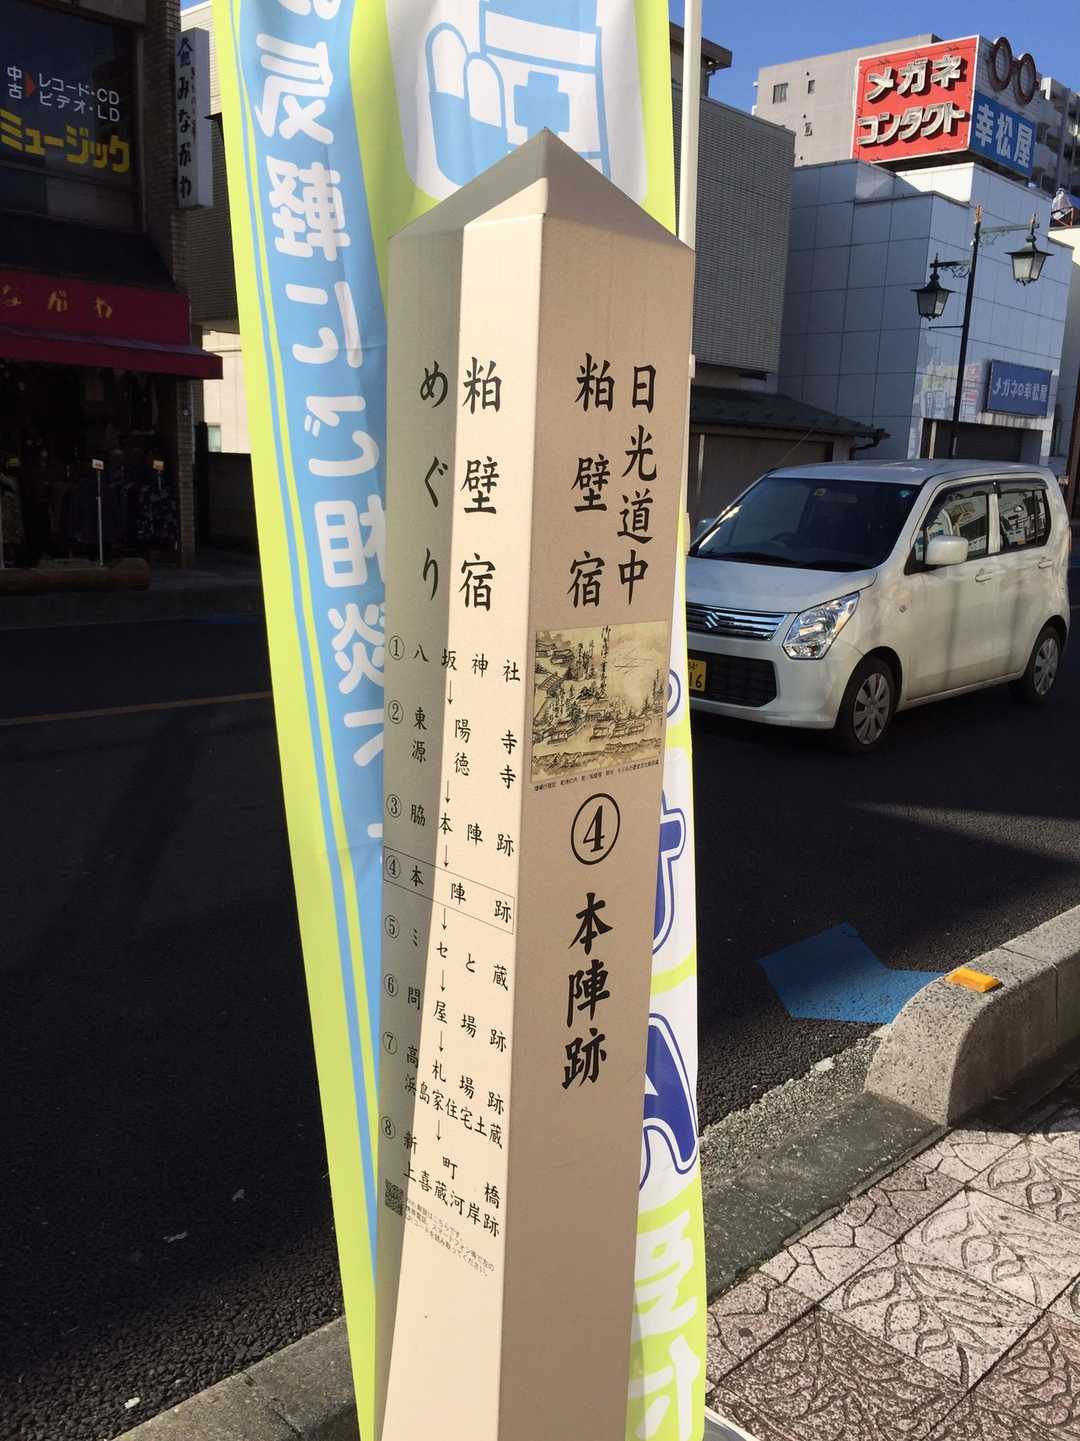 日光道中
粕壁宿
④本陣跡
粕壁宿
めぐり
①八坂神社
↓
②東陽寺
源徳寺
↓
③脇本陣跡
↓
④本陣跡
↓
⑤ミセと蔵
↓
⑥問屋場跡
↓
⑦高札場跡
浜島家住宅土蔵
↓
⑧新町橋
上喜蔵河岸跡
中古
レコード・CD
ビデオ・LD
ミュージック
みながわ
ながわ
メガネ
コンタクト
幸松屋
メガネの幸松屋
16